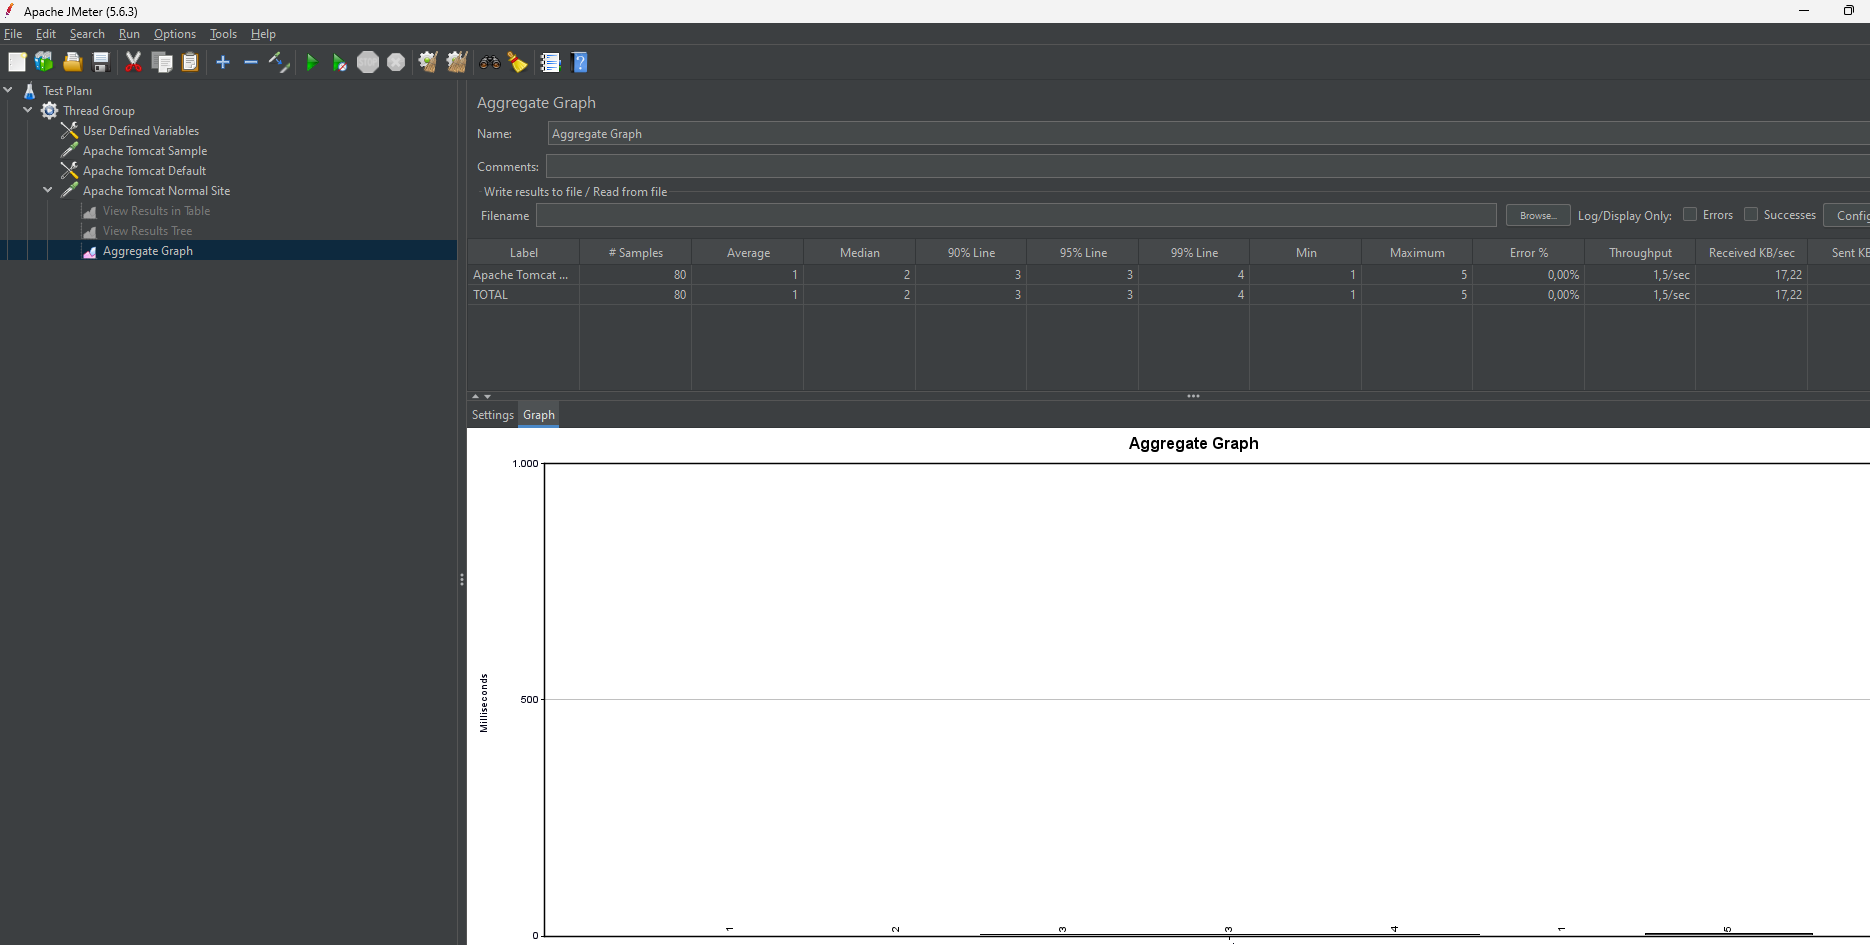 Apache JMeter (5.6.3)
File Edit Search Run Options Tools Help
Test Planı
Thread Group
User Defined Variables
Apache Tomcat Sample
Apache Tomcat Default
Apache Tomcat Normal Site
View Results in Table
View Results Tree
Aggregate Graph
Aggregate Graph
Name: Aggregate Graph
Comments:
Write results to file / Read from file
Filename Browse... Log/Display Only: Errors Successes Config
Label # Samples Average Median 90% Line 95% Line 99% Line Min Maximum Error % Throughput Received KB/sec Sent KB
Apache Tomcat ... 80 1 2 3 3 4 1 5 0,00% 1,5/sec 17,22
TOTAL 80 1 2 3 3 4 1 5 0,00% 1,5/sec 17,22
Settings Graph
Aggregate Graph
1.000
500
0
Milliseconds
1 2 3 3 4 1 5